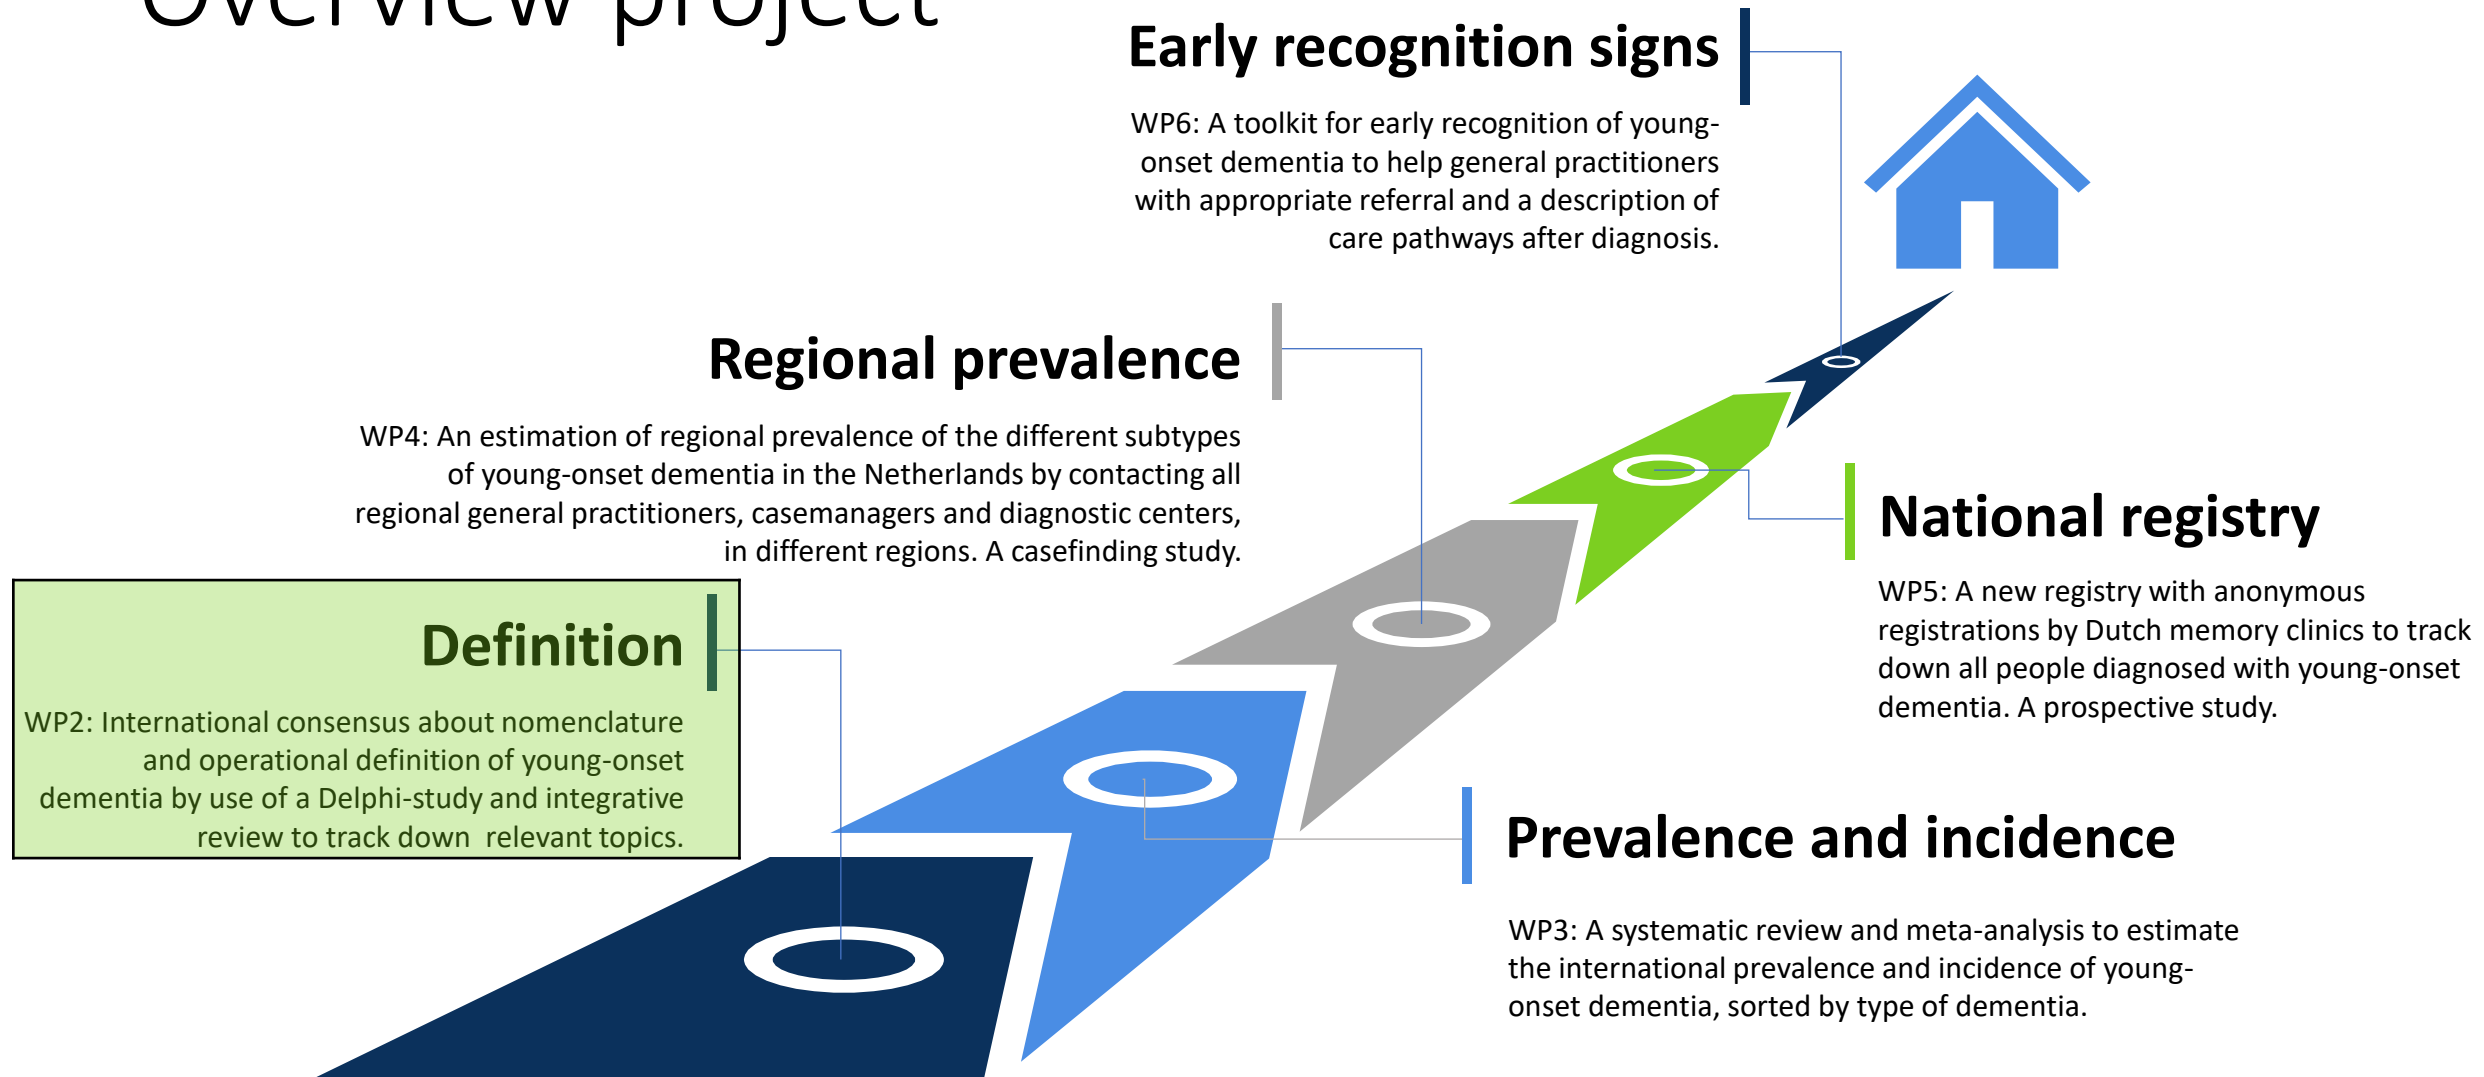 Overview project
Early recognition signs
WP6: A toolkit for early recognition of young-
onset dementia to help general practitioners
with appropriate referral and a description of
care pathways after diagnosis.
Regional prevalence
WP4: An estimation of regional prevalence of the different subtypes
of young-onset dementia in the Netherlands by contacting all
regional general practitioners, casemanagers and diagnostic centers,
in different regions. A casefinding study.
National registry
WP5: A new registry with anonymous
registrations by Dutch memory clinics to track
down all people diagnosed with young-onset
dementia. A prospective study.
Definition
WP2: International consensus about nomenclature
and operational definition of young-onset
dementia by use of a Delphi-study and integrative
review to track down  relevant topics.
Prevalence and incidence
WP3: A systematic review and meta-analysis to estimate
the international prevalence and incidence of young-
onset dementia, sorted by type of dementia.